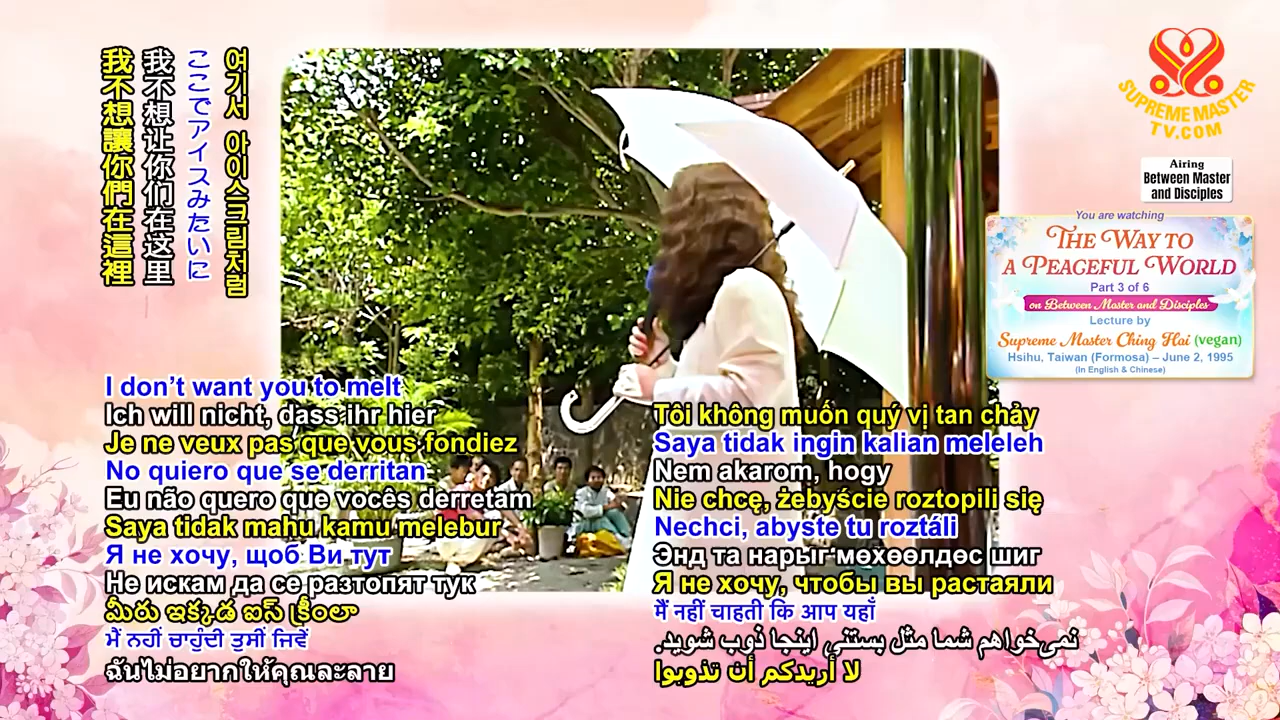 我不想讓你們在這裡
我不想让你们在这里
ここでアイスみたいに
여기서 아이스크림처럼
SUPREME MASTER
TV.COM
Airing
Between Master
and Disciples
You are watching
THE WAY TO
A PEACEFUL WORLD
Part 3 of 6
on Between Master and Disciples
Lecture by
Supreme Master Ching Hai (vegan)
Hsihu, Taiwan (Formosa) – June 2, 1995
(In English & Chinese)
I don’t want you to melt
Ich will nicht, dass ihr hier
Je ne veux pas que vous fondiez
No quiero que se derritan
Eu não quero que vocês derretam
Saya tidak mahu kamu melebur
Я не хочу, щоб Ви тут
Не искам да се разтопят тук
మీరు ఇక్కడ ఐస్ క్రీంలా
ਮੈਂ ਨਹੀਂ ਚਾਹੁੰਦੀ ਤੁਸੀਂ ਜਿਵੇਂ
ฉันไม่อยากให้คุณละลาย
Tôi không muốn quý vị tan chảy
Saya tidak ingin kalian meleleh
Nem akarom, hogy
Nie chcę, żebyście roztopili się
Nechci, abyste tu roztáli
Энд та нарыг мөхөөлдөс шиг
Я не хочу, чтобы вы растаяли
मैं नहीं चाहती कि आप यहाँ
نمی‌خواهم شما مثل بستنی اینجا ذوب شوید.
لا أريدكم أن تذوبوا